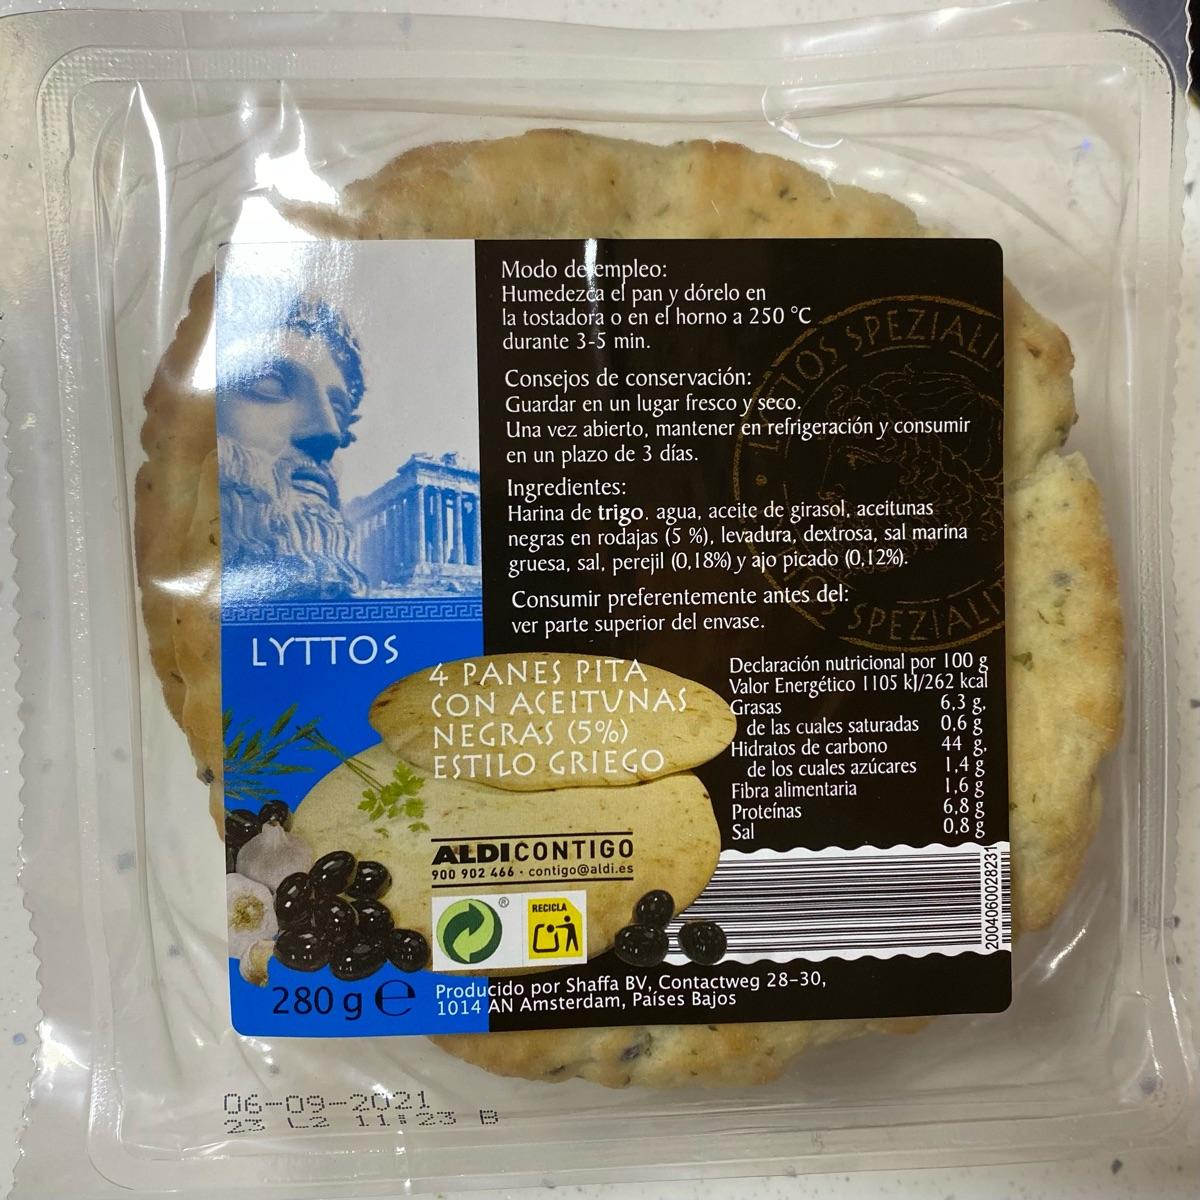 Modo de empleo:
Humedezca el pan y dórelo en
la tostadora o en el horno a 250 °C
durante 3-5 min.
Consejos de conservación:
Guardar en un lugar fresco y seco.
Una vez abierto, mantener en refrigeración y consumir
en un plazo de 3 días.
Ingredientes:
Harina de trigo, agua, aceite de girasol, aceitunas
negras en rodajas (5 %), levadura, dextrosa, sal marina
gruesa, sal, perejil (0,18%) y ajo picado (0,12%).
Consumir preferentemente antes del:
ver parte superior del envase.
SPEZIALI
SPEZIALI
LYTTOS
4 PANES PITA
CON ACEITUNAS
NEGRAS (5%)
ESTILO GRIEGO
Declaración nutricional por 100 g
Valor Energético 1105 kJ/262 kcal
Grasas 6,3 g,
de las cuales saturadas 0,6 g
Hidratos de carbono 44 g,
de los cuales azúcares 1,4 g
Fibra alimentaria 1,6 g
Proteínas 6,8 g
Sal 0,8 g
ALDI CONTIGO
900 902 466 · contigo@aldi.es
®
RECICLA
2004060028231
280 g e
Producido por Shaffa BV, Contactweg 28-30,
1014 AN Amsterdam, Países Bajos
06-09-2021
23 L2 11:23 B